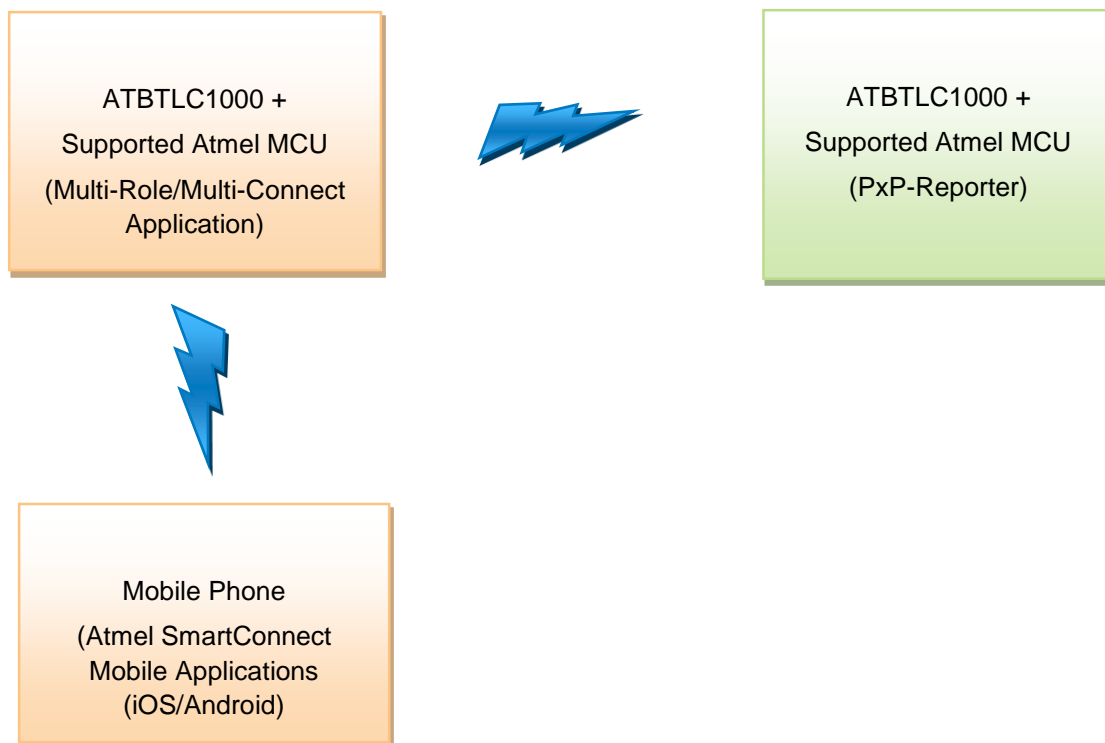 ATBTLC1000 +
Supported Atmel MCU
(Multi-Role/Multi-Connect
Application)
ATBTLC1000 +
Supported Atmel MCU
(PxP-Reporter)
Mobile Phone
(Atmel SmartConnect
Mobile Applications
(iOS/Android)